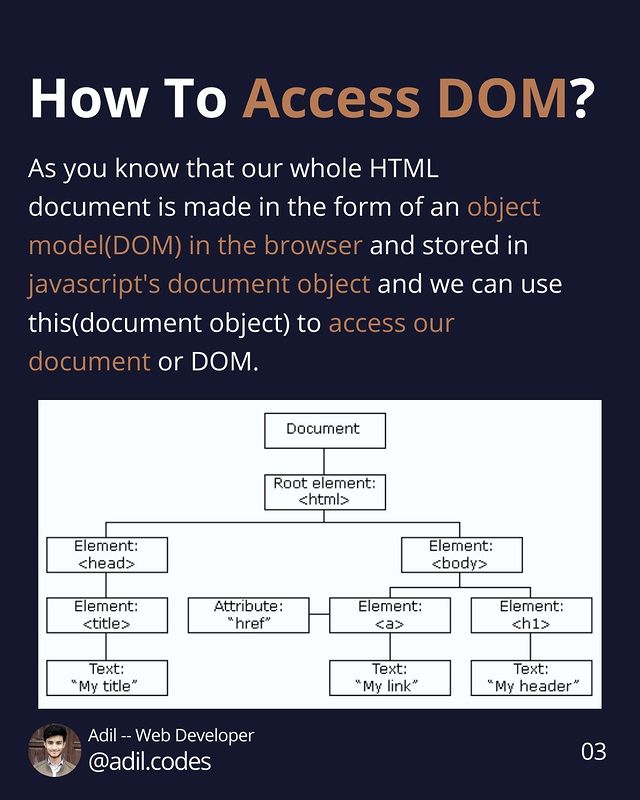 How To Access DOM?
As you know that our whole HTML
document is made in the form of an object
model(DOM) in the browser and stored in
javascript's document object and we can use
this(document object) to access our
document or DOM.
Document
Root element:
<html>
Element:
<head>
Element:
<body>
Element:
<title>
Attribute:
"href"
Element:
<a>
Element:
<h1>
Text:
"My title"
Text:
"My link"
Text:
"My header"
Adil -- Web Developer
@adil.codes
03